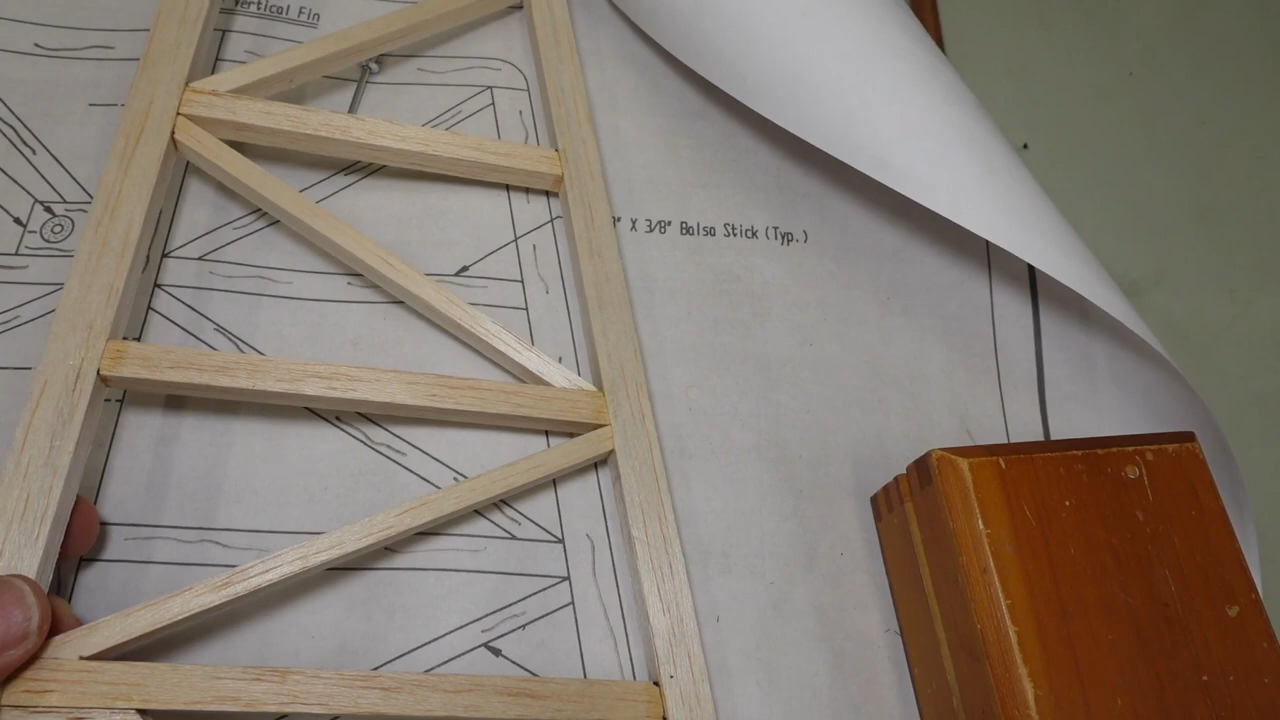 Vertical Fin
" X 3/8" Balsa Stick (Typ.)